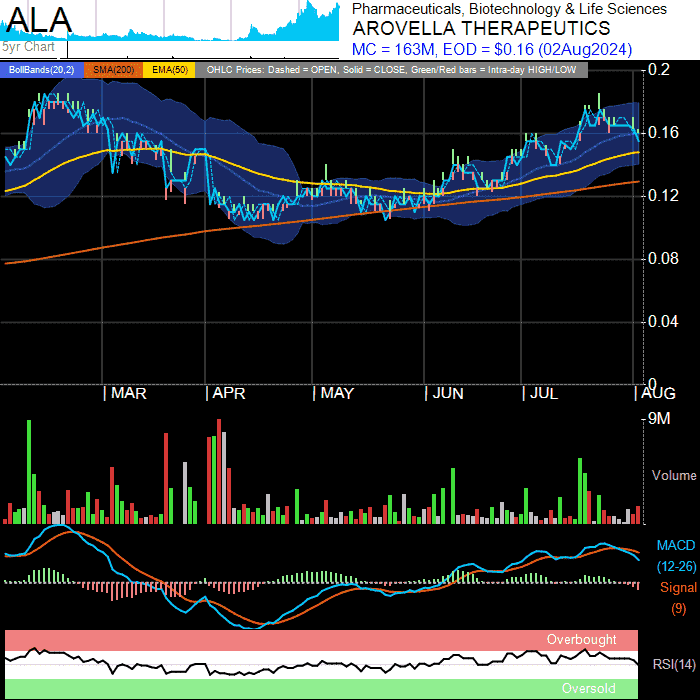 ALA
5yr Chart
Pharmaceuticals, Biotechnology & Life Sciences
AROVELLA THERAPEUTICS
MC = 163M, EOD = $0.16 (02Aug2024)
BollBands(20,2) SMA(200) EMA(50) OHLC Prices: Dashed = OPEN, Solid = CLOSE, Green/Red bars = Intra-day HIGH/LOW
0.2
0.16
0.12
0.08
0.04
0
MAR APR MAY JUN JUL AUG
9M
Volume
MACD
(12-26)
Signal
(9)
Overbought
RSI(14)
Oversold